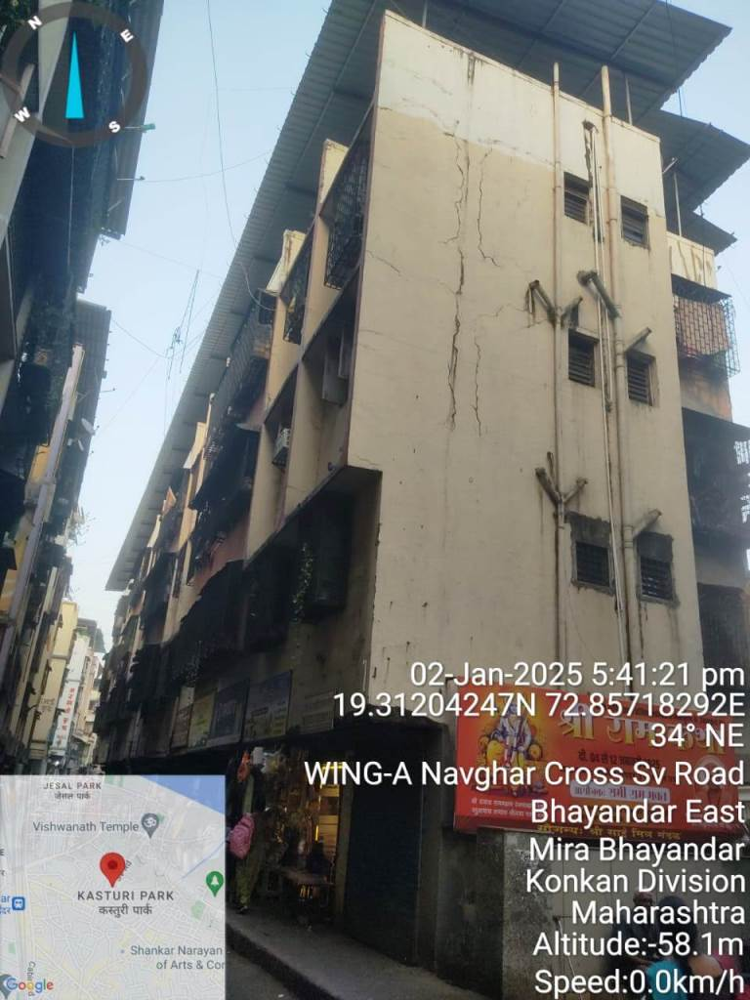 N
E
W
S
श्री राम कथा
02-Jan-2025 5:41:21 pm
19.31204247N 72.85718292E
34° NE
WING-A Navghar Cross Sv Road
Bhayandar East
Mira Bhayandar
Konkan Division
Maharashtra
Altitude:-58.1m
Speed:0.0km/h
JESAL PARK
जेसल पार्क
Vishwanath Temple
KASTURI PARK
कस्तुरी पार्क
Shankar Narayan
of Arts & Cor
Google